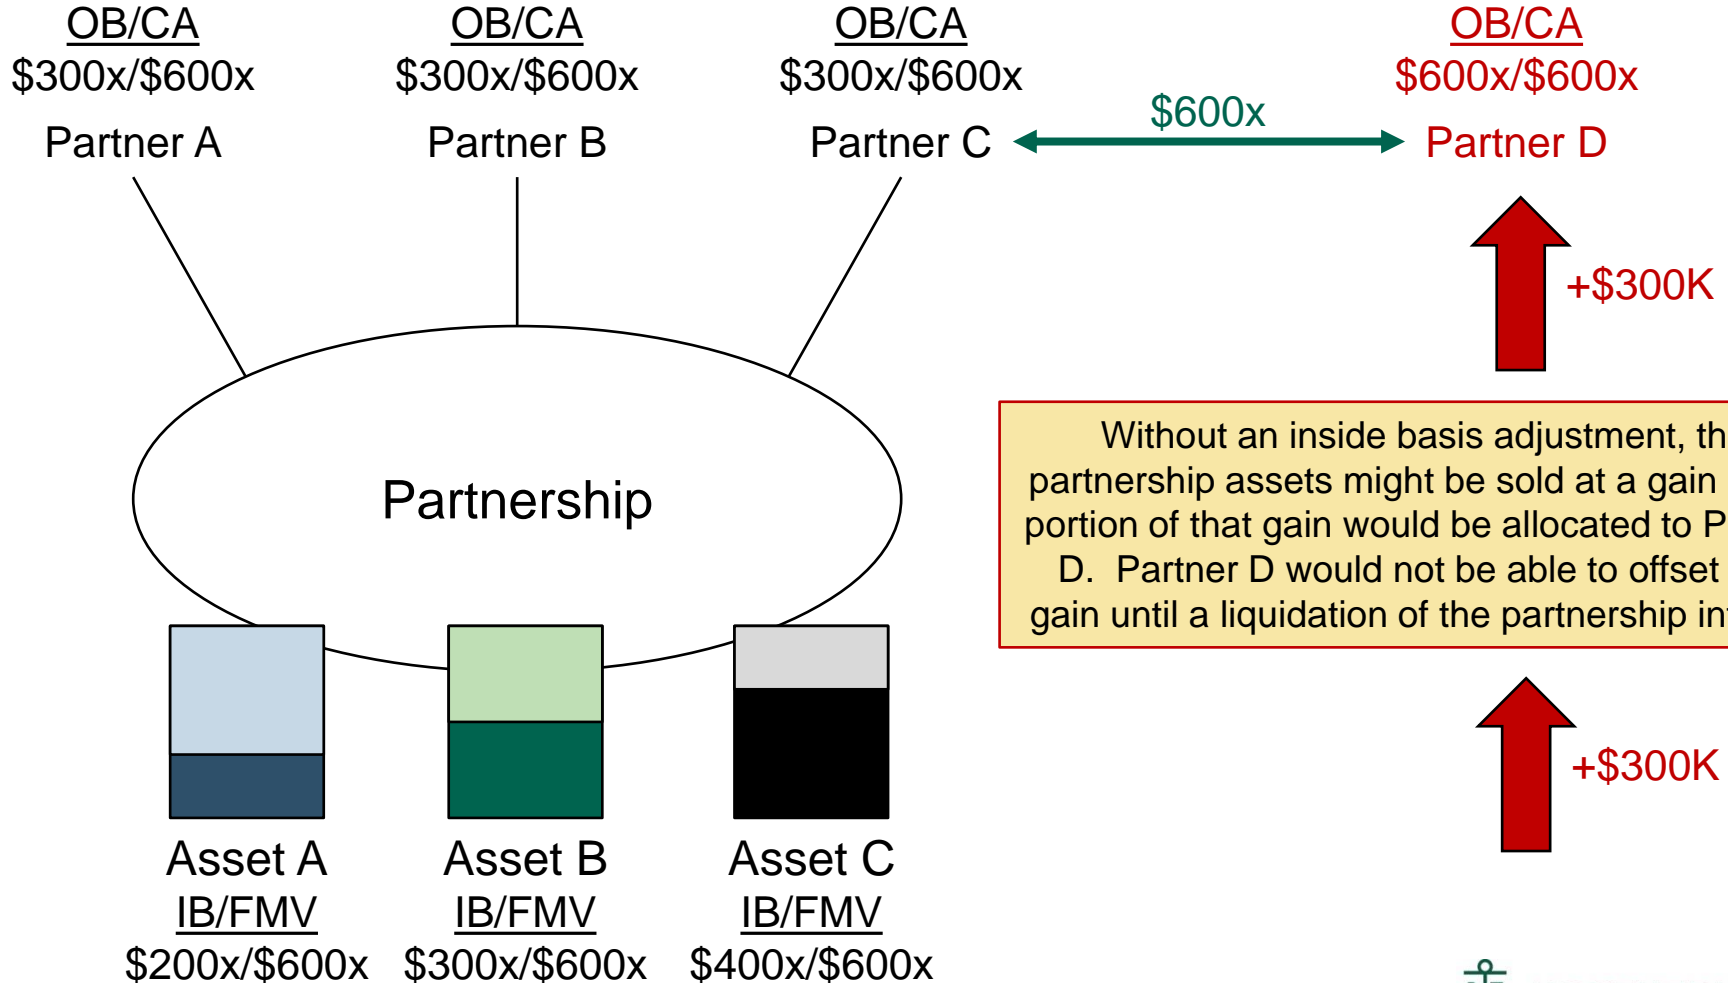 OB/CA
$300x/$600x
Partner A
OB/CA
$300x/$600x
Partner B
OB/CA
$300x/$600x
Partner C
$600x
OB/CA
$600x/$600x
Partner D
+$300K
Without an inside basis adjustment, th
partnership assets might be sold at a gain
portion of that gain would be allocated to P
D. Partner D would not be able to offset
gain until a liquidation of the partnership in
+$300K
Partnership
Asset A
IB/FMV
$200x/$600x
Asset B
IB/FMV
$300x/$600x
Asset C
IB/FMV
$400x/$600x